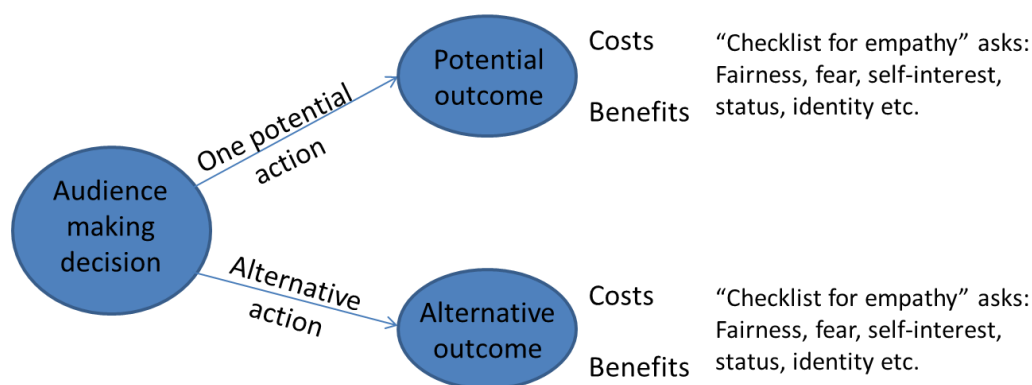 Audience
making
decision
One potential
action
Potential
outcome
Costs
Benefits
“Checklist for empathy” asks:
Fairness, fear, self-interest,
status, identity etc.
Alternative
action
Alternative
outcome
Costs
Benefits
“Checklist for empathy” asks:
Fairness, fear, self-interest,
status, identity etc.